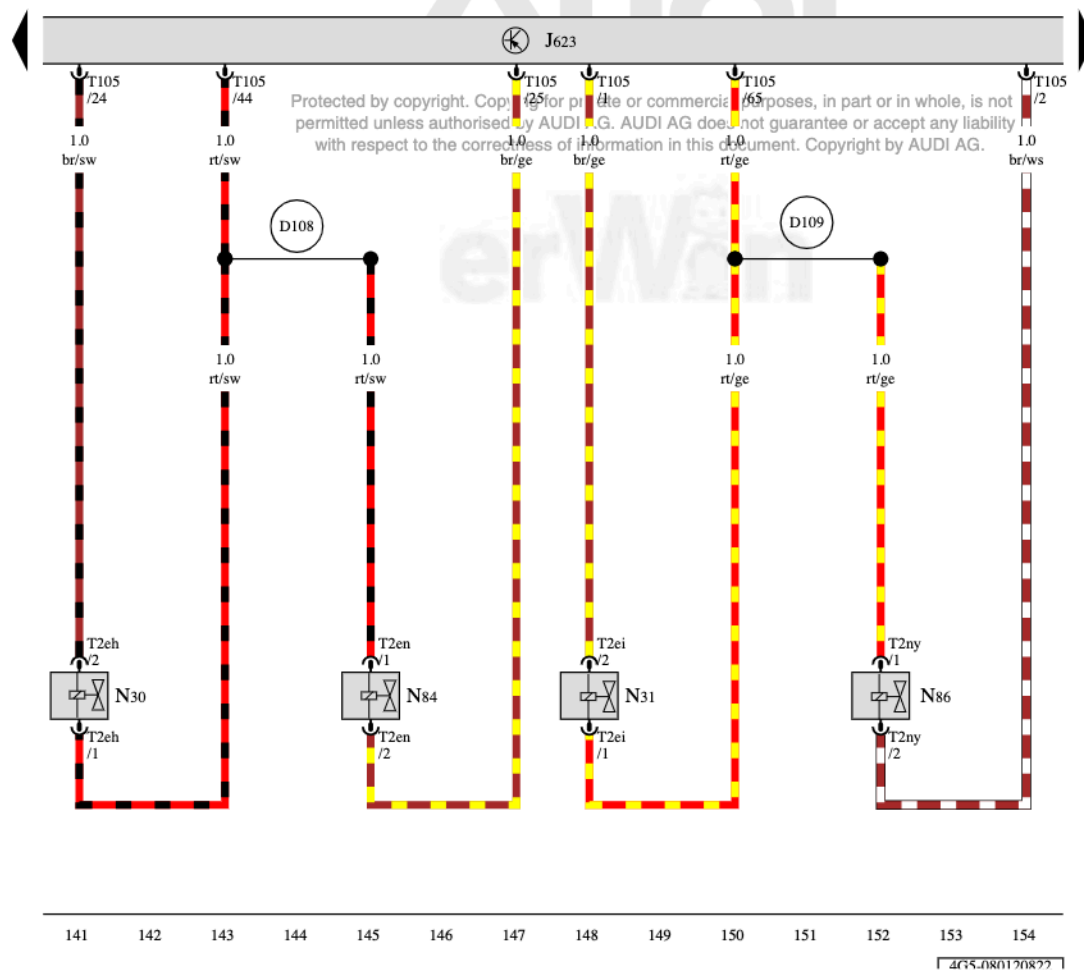 J623
T105 T105 T105 T105 T105 T105
/24 /44 /25 /1 /65 /2
Protected by copyright. Copying for private or commercial purposes, in part or in whole, is not
permitted unless authorised by AUDI AG. AUDI AG does not guarantee or accept any liability
with respect to the correctness of information in this document. Copyright by AUDI AG.
1.0 1.0 1.0 1.0 1.0 1.0
br/sw rt/sw br/ge br/ge rt/ge br/ws
D108 D109
erWin
1.0 1.0 1.0 1.0
rt/sw rt/sw rt/ge rt/ge
T2eh T2en T2ei T2ny
/2 /1 /2 /1
N30 N84 N31 N86
T2eh T2en T2ei T2ny
/1 /2 /1 /2
141 142 143 144 145 146 147 148 149 150 151 152 153 154
4G5-080120822